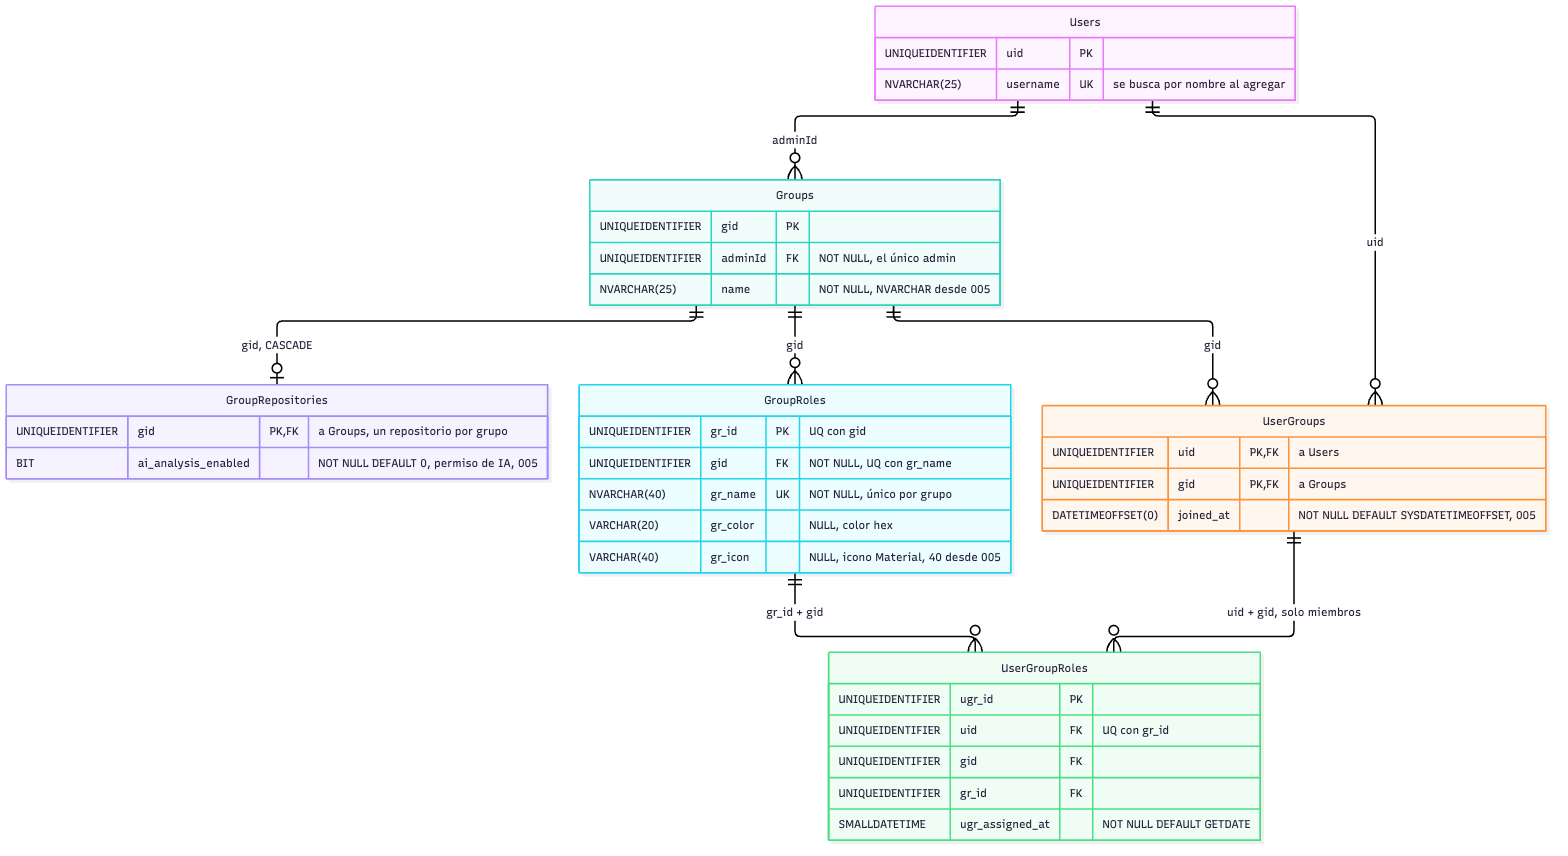 Users
UNIQUEIDENTIFIER uid PK
NVARCHAR(25) username UK se busca por nombre al agregar
adminId
Groups
UNIQUEIDENTIFIER gid PK
UNIQUEIDENTIFIER adminId FK NOT NULL, el único admin
NVARCHAR(25) name NOT NULL, NVARCHAR desde 005
uid
gid, CASCADE
gid
gid
GroupRepositories
UNIQUEIDENTIFIER gid PK,FK a Groups, un repositorio por grupo
BIT ai_analysis_enabled NOT NULL DEFAULT 0, permiso de IA, 005
GroupRoles
UNIQUEIDENTIFIER gr_id PK UQ con gid
UNIQUEIDENTIFIER gid FK NOT NULL, UQ con gr_name
NVARCHAR(40) gr_name UK NOT NULL, único por grupo
VARCHAR(20) gr_color NULL, color hex
VARCHAR(40) gr_icon NULL, icono Material, 40 desde 005
UserGroups
UNIQUEIDENTIFIER uid PK,FK a Users
UNIQUEIDENTIFIER gid PK,FK a Groups
DATETIMEOFFSET(0) joined_at NOT NULL DEFAULT SYSDATETIMEOFFSET, 005
gr_id + gid
uid + gid, solo miembros
UserGroupRoles
UNIQUEIDENTIFIER ugr_id PK
UNIQUEIDENTIFIER uid FK UQ con gr_id
UNIQUEIDENTIFIER gid FK
UNIQUEIDENTIFIER gr_id FK
SMALLDATETIME ugr_assigned_at NOT NULL DEFAULT GETDATE